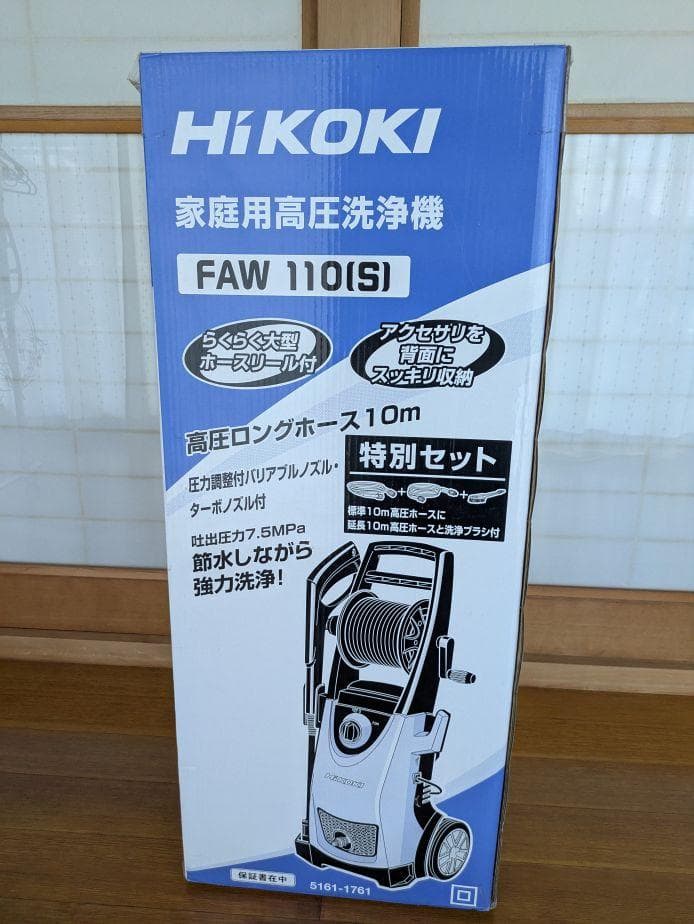 HiKOKI
家庭用高圧洗浄機
FAW 110(S)
らくらく大型
ホースリール付
アクセサリを
背面に
スッキリ収納
高圧ロングホース10m
圧力調整付バリアブルノズル・
ターボノズル付
特別セット
+ +
標準10m高圧ホースに
延長10m高圧ホースと洗浄ブラシ付
吐出圧力7.5MPa
節水しながら
強力洗浄!
HiKOKI
保証書在中
5161-1761